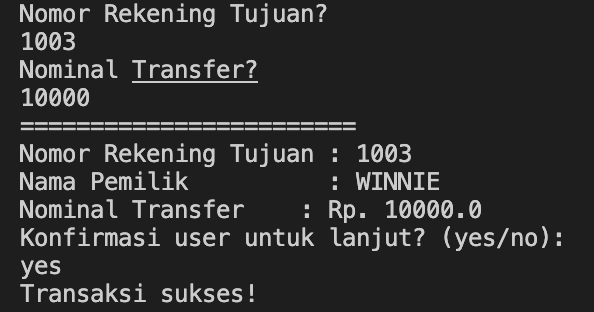 Nomor Rekening Tujuan?
1003
Nominal Transfer?
10000
========================
Nomor Rekening Tujuan : 1003
Nama Pemilik          : WINNIE
Nominal Transfer    : Rp. 10000.0
Konfirmasi user untuk lanjut? (yes/no):
yes
Transaksi sukses!